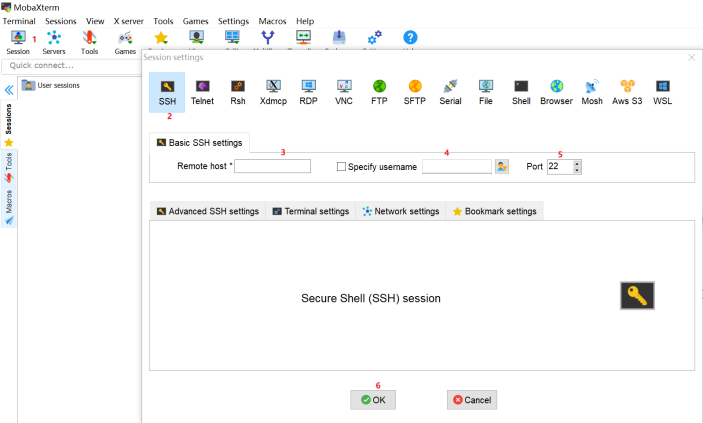 MobaXterm
Terminal Sessions View X server Tools Games Settings Macros Help
1
Session Servers Tools Games
Quick connect...
Session settings
User sessions
Sessions
Tools
Macros
SSH Telnet Rsh Xdmcp RDP VNC FTP SFTP Serial File Shell Browser Mosh Aws S3 WSL
2
Basic SSH settings
3 4 5
Remote host * Specify username Port 22
Advanced SSH settings Terminal settings Network settings Bookmark settings
Secure Shell (SSH) session
6
OK Cancel